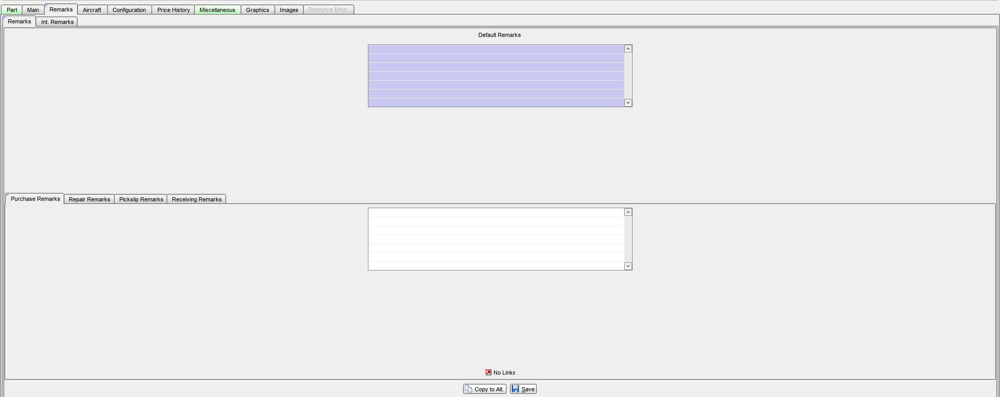 Part Main Remarks Aircraft Configuration Price History Miscellaneous Graphics Images Resource Mngt.
Remarks Int. Remarks
Default Remarks
Purchase Remarks Repair Remarks Pickslip Remarks Receiving Remarks
No Links
Copy to Alt. Save